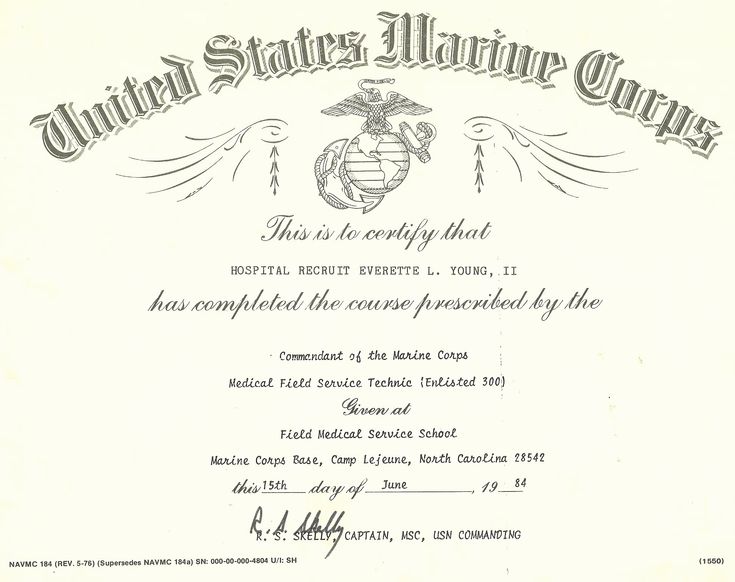 United States Marine Corps
This is to certify that
HOSPITAL RECRUIT EVERETTE L. YOUNG, II
has completed the course prescribed by the
Commandant of the Marine Corps
Medical Field Service Technic (Enlisted 300)
Given at
Field Medical Service School
Marine Corps Base, Camp Lejeune, North Carolina 28542
this 15th day of June, 19 84
R. S. Skelly
R. S. SKELLY, CAPTAIN, MSC, USN COMMANDING
NAVMC 184 (REV. 5-76) (Supersedes NAVMC 184a) SN: 000-00-000-4804 U/I: SH
(1550)